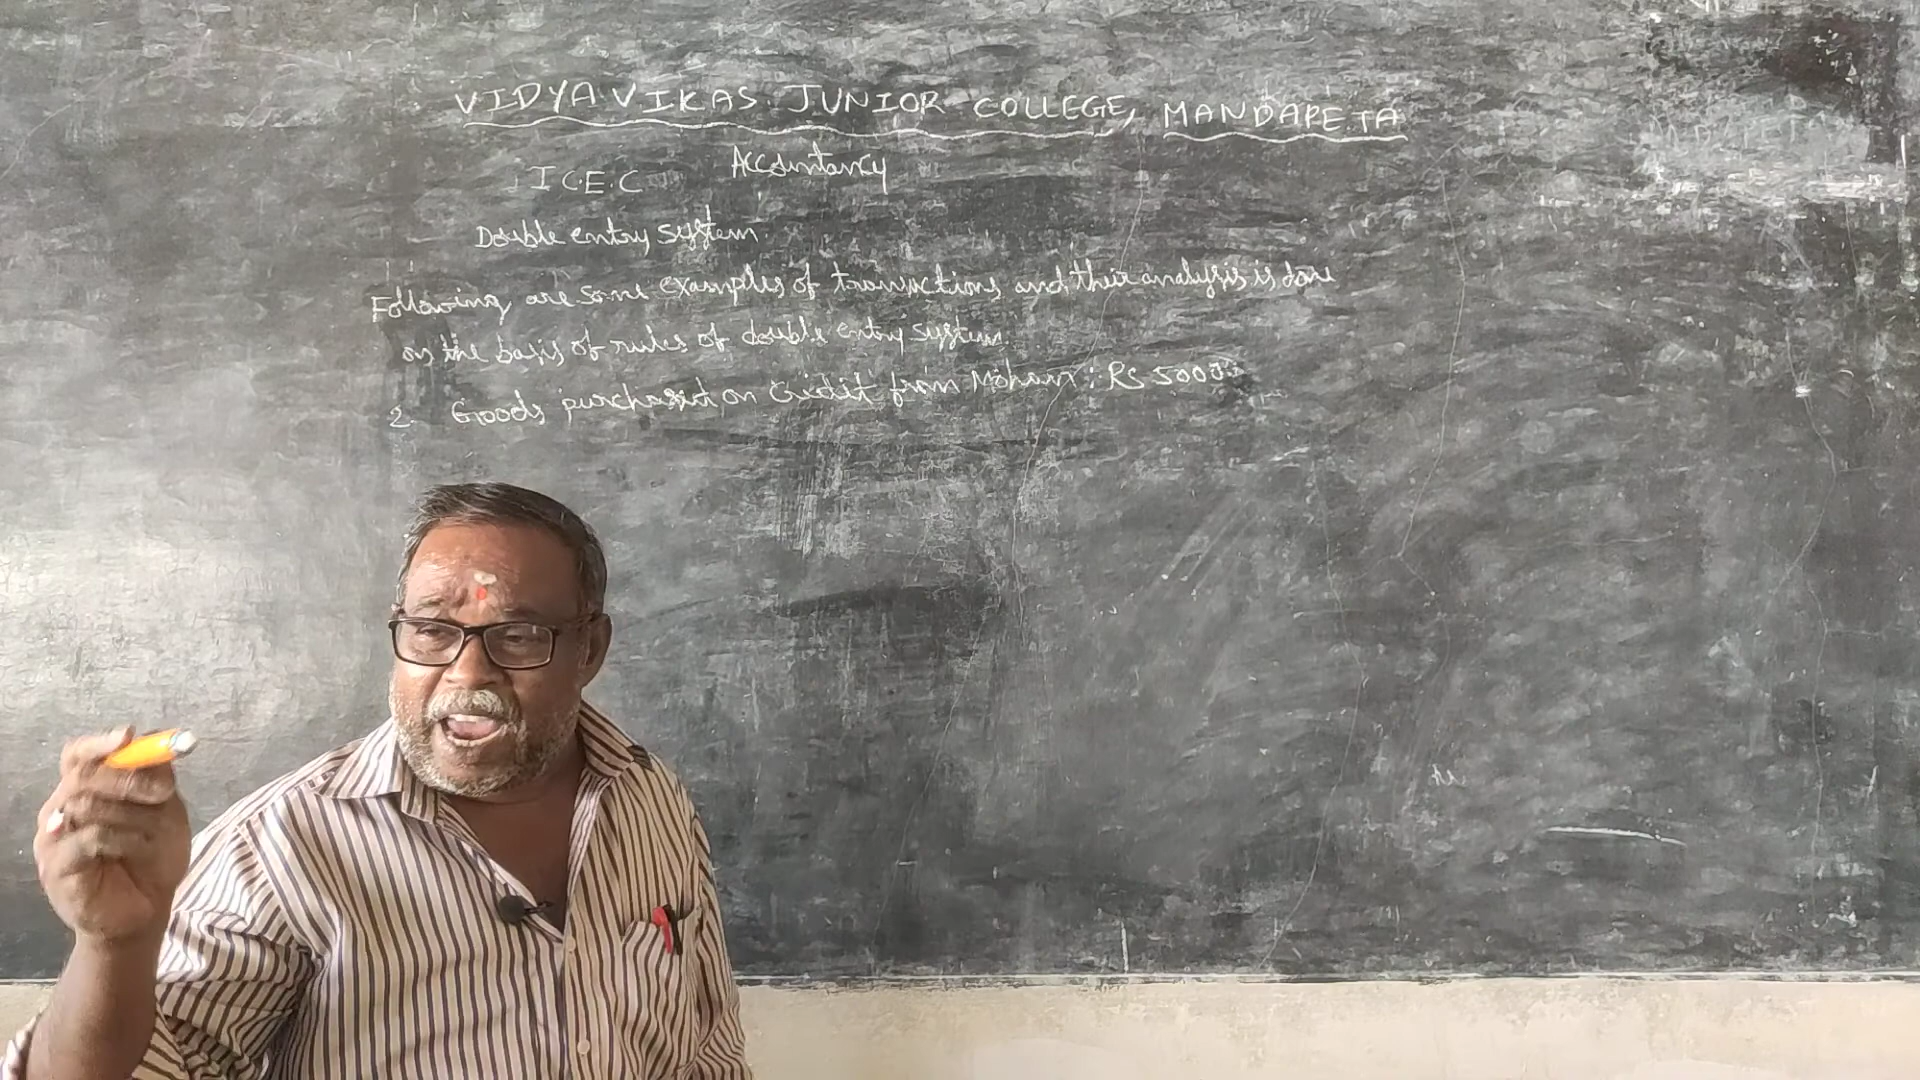 VIDYA VIKAS JUNIOR COLLEGE, MANDAPETA
I C.E.C Accountancy
Double entry system
Following are some examples of transactions and their analysis is done
on the basis of rules of double entry system.
2. Goods purchased on Credit from Mohan : Rs 5000